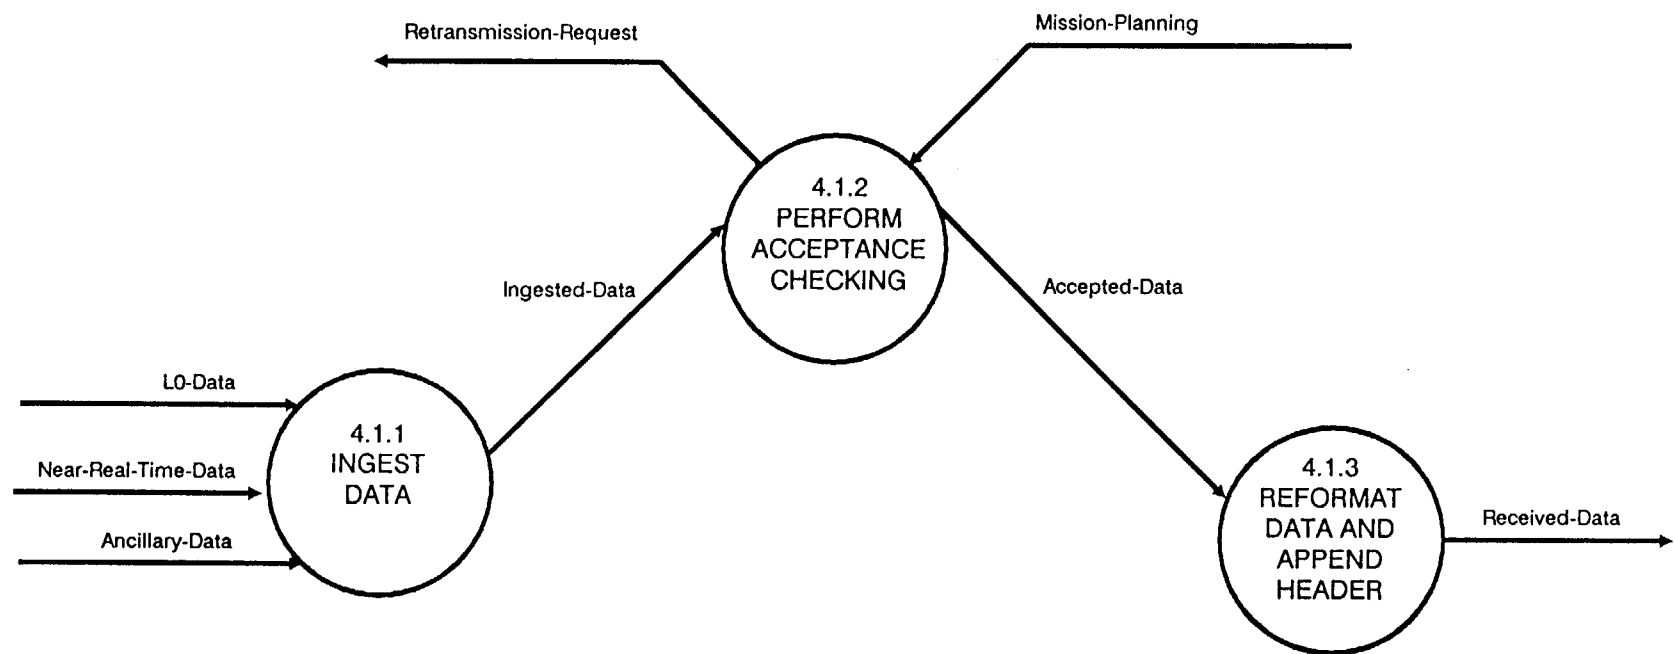 Retransmission-Request
Mission-Planning
4.1.2
PERFORM
ACCEPTANCE
CHECKING
Ingested-Data
Accepted-Data
L0-Data
Near-Real-Time-Data
Ancillary-Data
4.1.1
INGEST
DATA
4.1.3
REFORMAT
DATA AND
APPEND
HEADER
Received-Data